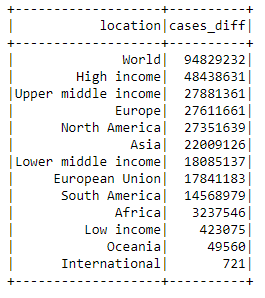 +-------------------+----------+
|           location|cases_diff|
+-------------------+----------+
|              World|  94829232|
|        High income|  48438631|
|Upper middle income|  27881361|
|             Europe|  27611661|
|      North America|  27351639|
|               Asia|  22009126|
|Lower middle income|  18085137|
|     European Union|  17841183|
|      South America|  14568979|
|             Africa|   3237546|
|         Low income|    423075|
|            Oceania|     49560|
|      International|       721|
+-------------------+----------+